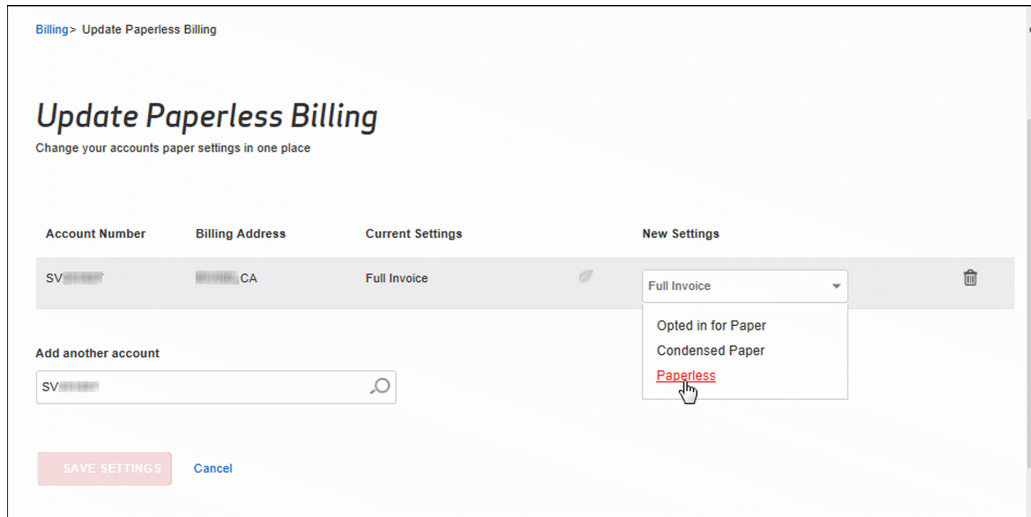 Billing> Update Paperless Billing
Update Paperless Billing
Change your accounts paper settings in one place
Account Number Billing Address Current Settings New Settings
SV CA Full Invoice Full Invoice
Opted in for Paper
Condensed Paper
Paperless
Add another account
SV
SAVE SETTINGS Cancel